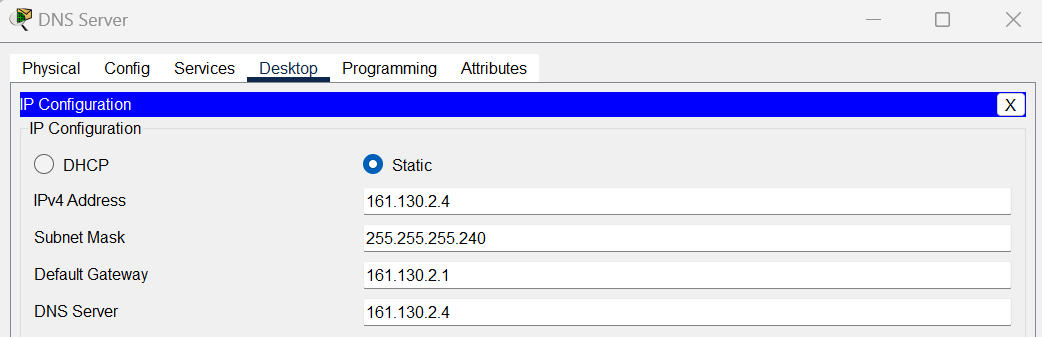 DNS Server
Physical Config Services Desktop Programming Attributes
IP Configuration X
IP Configuration
DHCP Static
IPv4 Address 161.130.2.4
Subnet Mask 255.255.255.240
Default Gateway 161.130.2.1
DNS Server 161.130.2.4